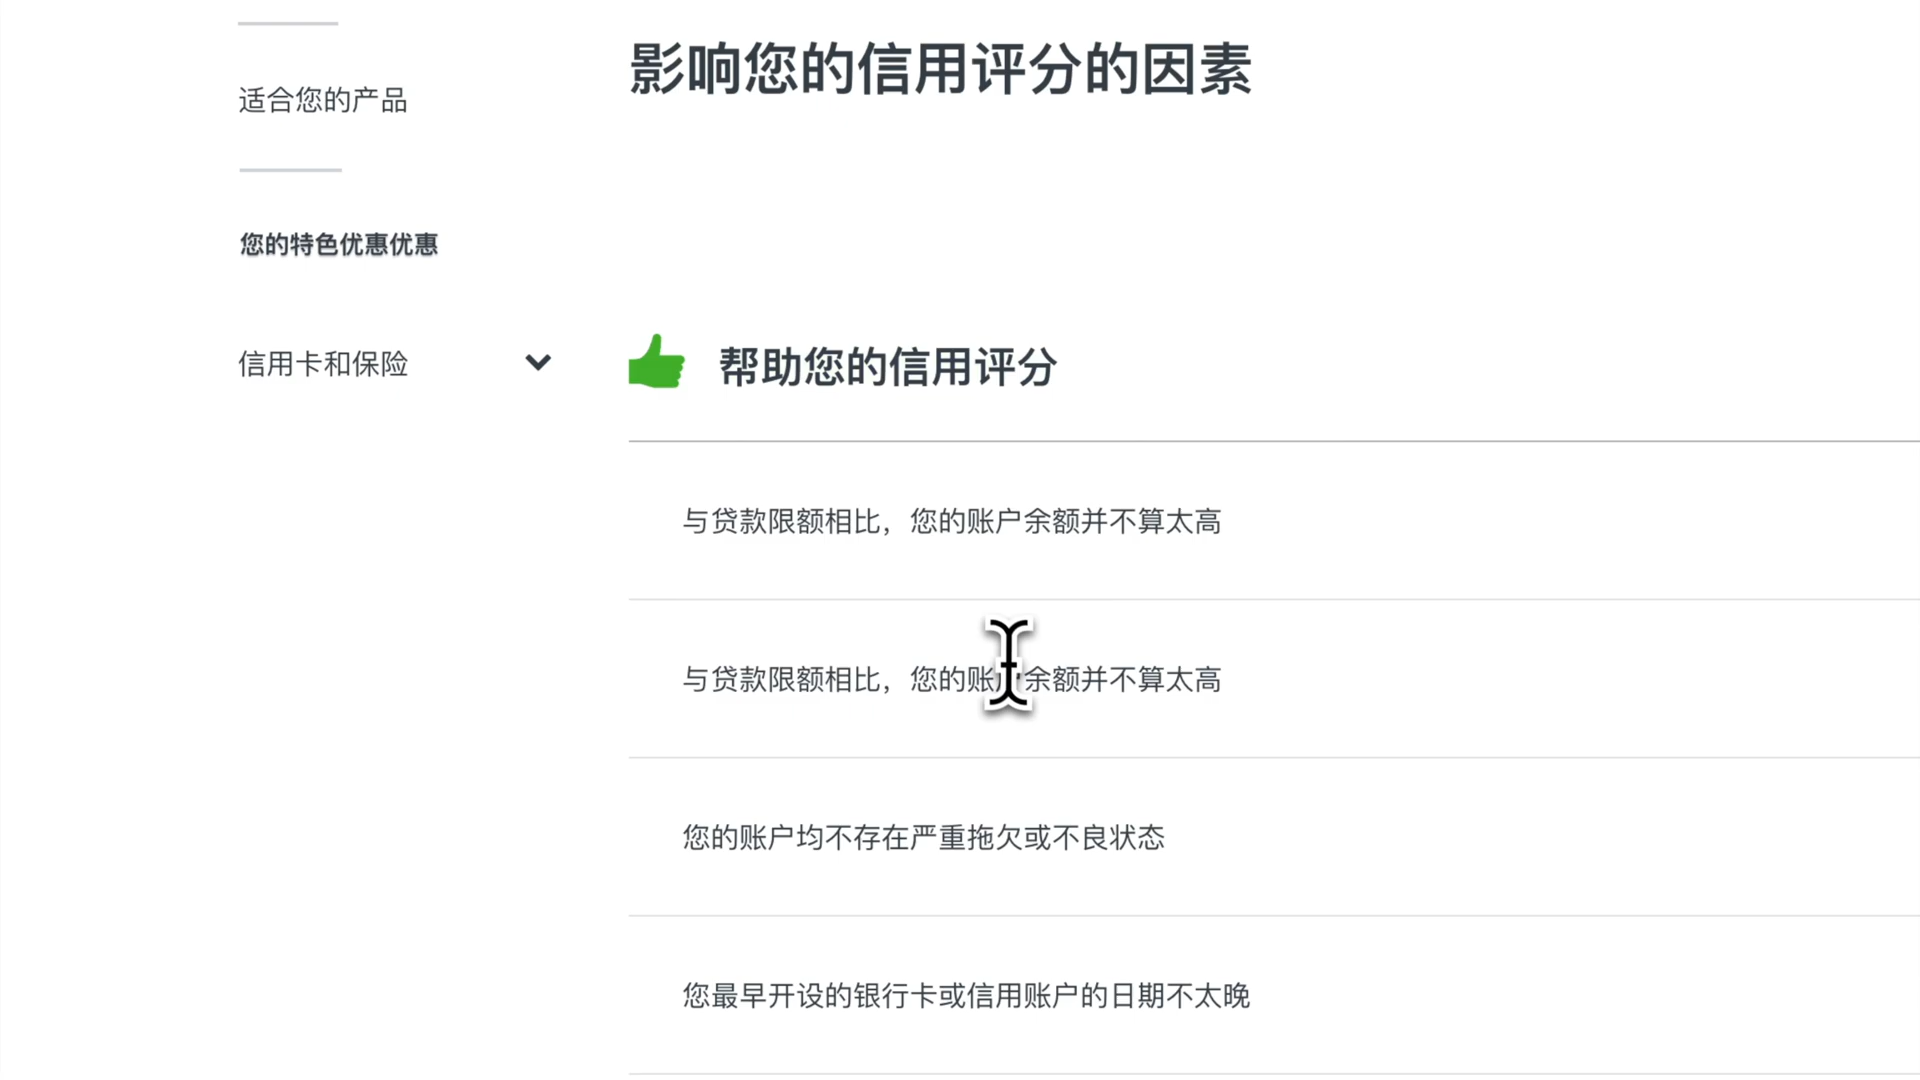 影响您的信用评分的因素
适合您的产品
您的特色优惠优惠
信用卡和保险
帮助您的信用评分
与贷款限额相比，您的账户余额并不算太高
与贷款限额相比，您的账户余额并不算太高
您的账户均不存在严重拖欠或不良状态
您最早开设的银行卡或信用账户的日期不太晚